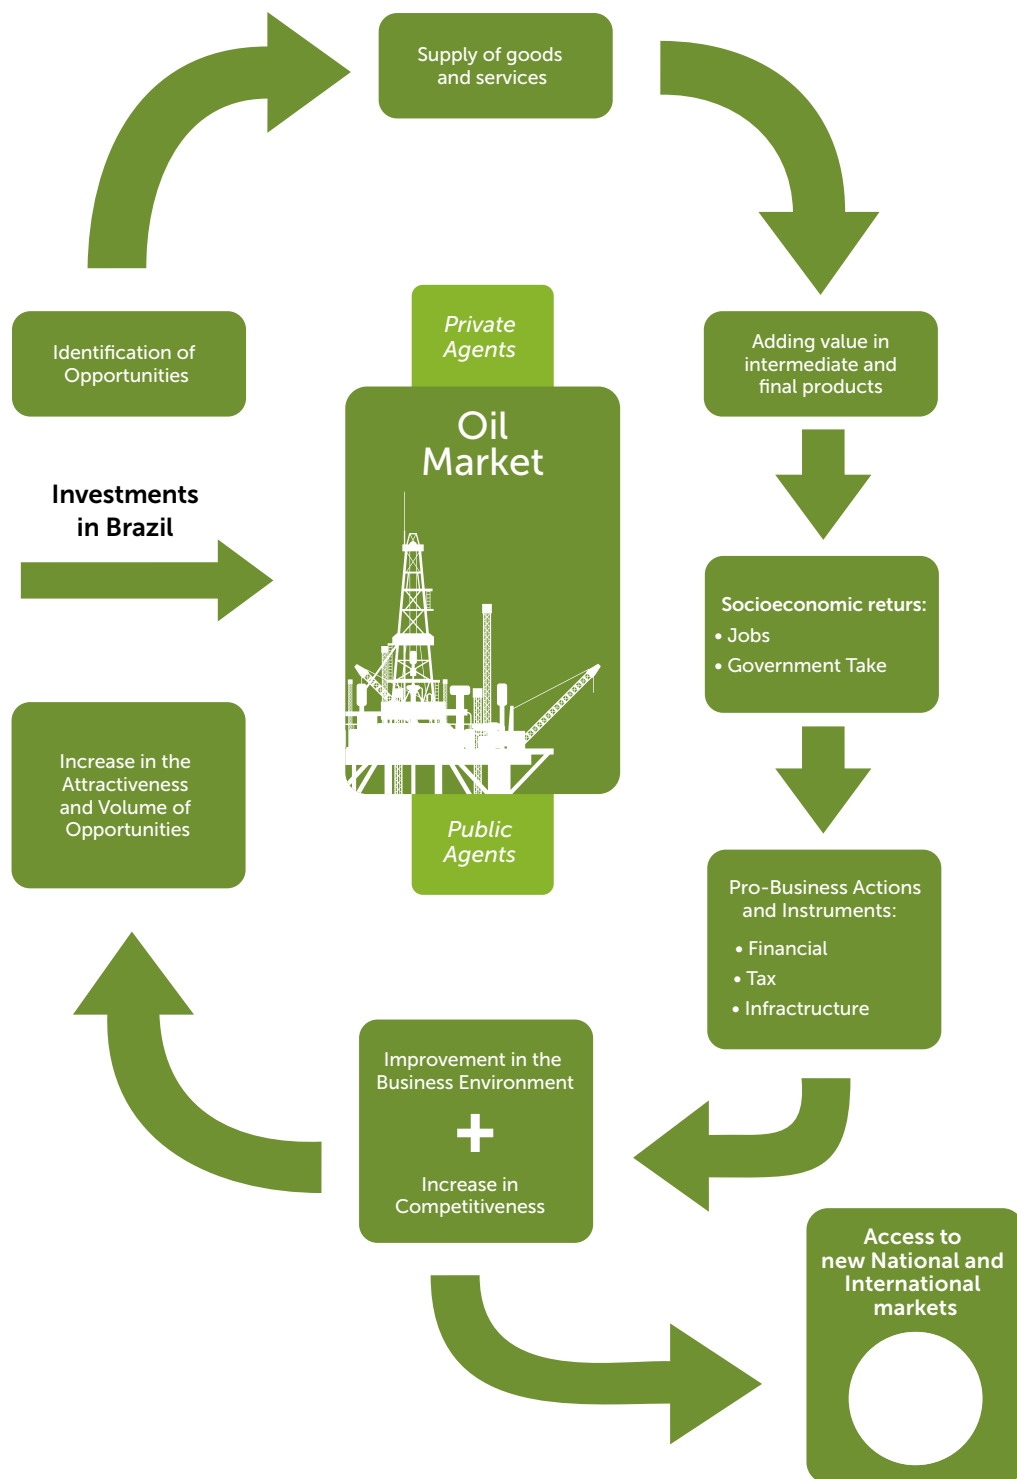 Supply of goods
and services
Identification of
Opportunities
Private
Agents
Adding value in
intermediate and
final products
Oil
Market
Investments
in Brazil
Socioeconomic returs:
• Jobs
• Government Take
Increase in the
Attractiveness
and Volume of
Opportunities
Public
Agents
Pro-Business Actions
and Instruments:
• Financial
• Tax
• Infractructure
Improvement in the
Business Environment
+
Increase in
Competitiveness
Access to
new National and
International
markets